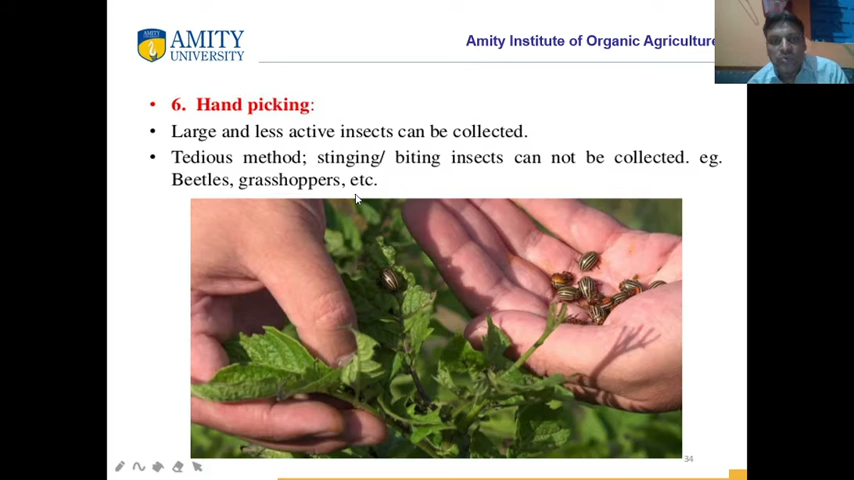 AMITY
UNIVERSITY
Amity Institute of Organic Agriculture
• 6. Hand picking:
• Large and less active insects can be collected.
• Tedious method; stinging/ biting insects can not be collected. eg.
Beetles, grasshoppers, etc.
34